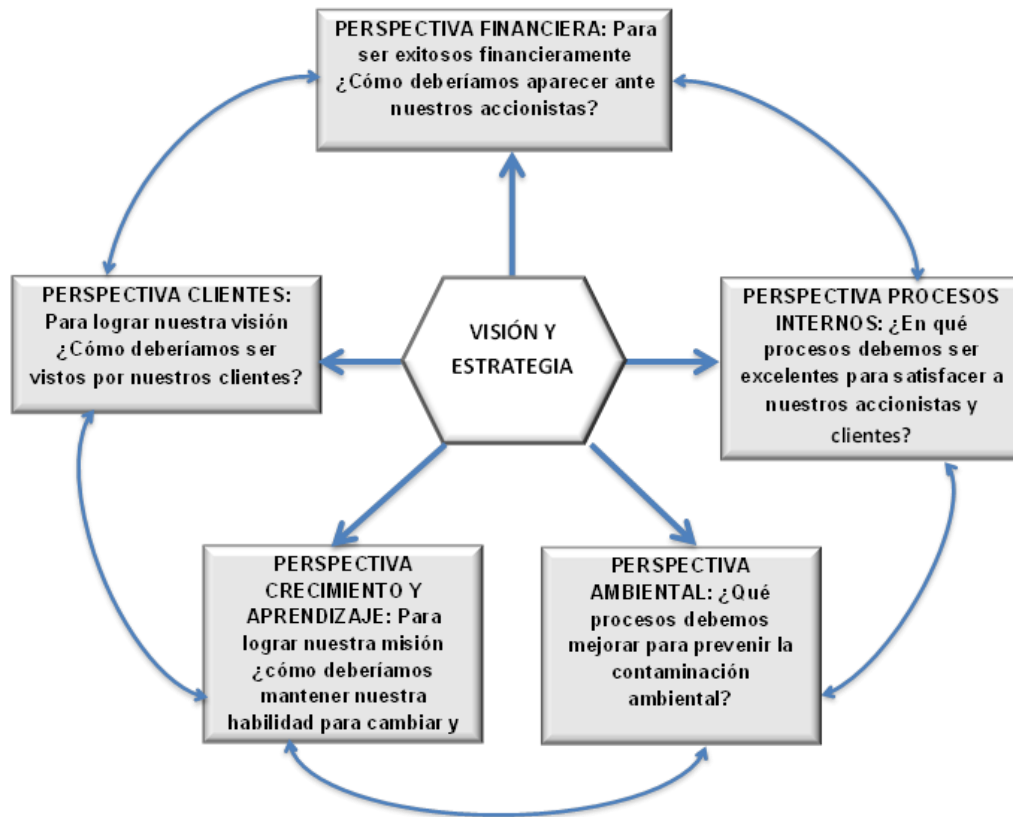 PERSPECTIVA FINANCIERA: Para
ser exitosos financieramente
¿Cómo deberíamos aparecer ante
nuestros accionistas?
PERSPECTIVA CLIENTES:
Para lograr nuestra visión
¿Cómo deberíamos ser
vistos por nuestros clientes?
VISIÓN Y
ESTRATEGIA
PERSPECTIVA PROCESOS
INTERNOS: ¿En qué
procesos debemos ser
excelentes para satisfacer a
nuestros accionistas y
clientes?
PERSPECTIVA
CRECIMIENTO Y
APRENDIZAJE: Para
lograr nuestra misión
¿cómo deberíamos
mantener nuestra
habilidad para cambiar y
PERSPECTIVA
AMBIENTAL: ¿Qué
procesos debemos
mejorar para prevenir la
contaminación
ambiental?